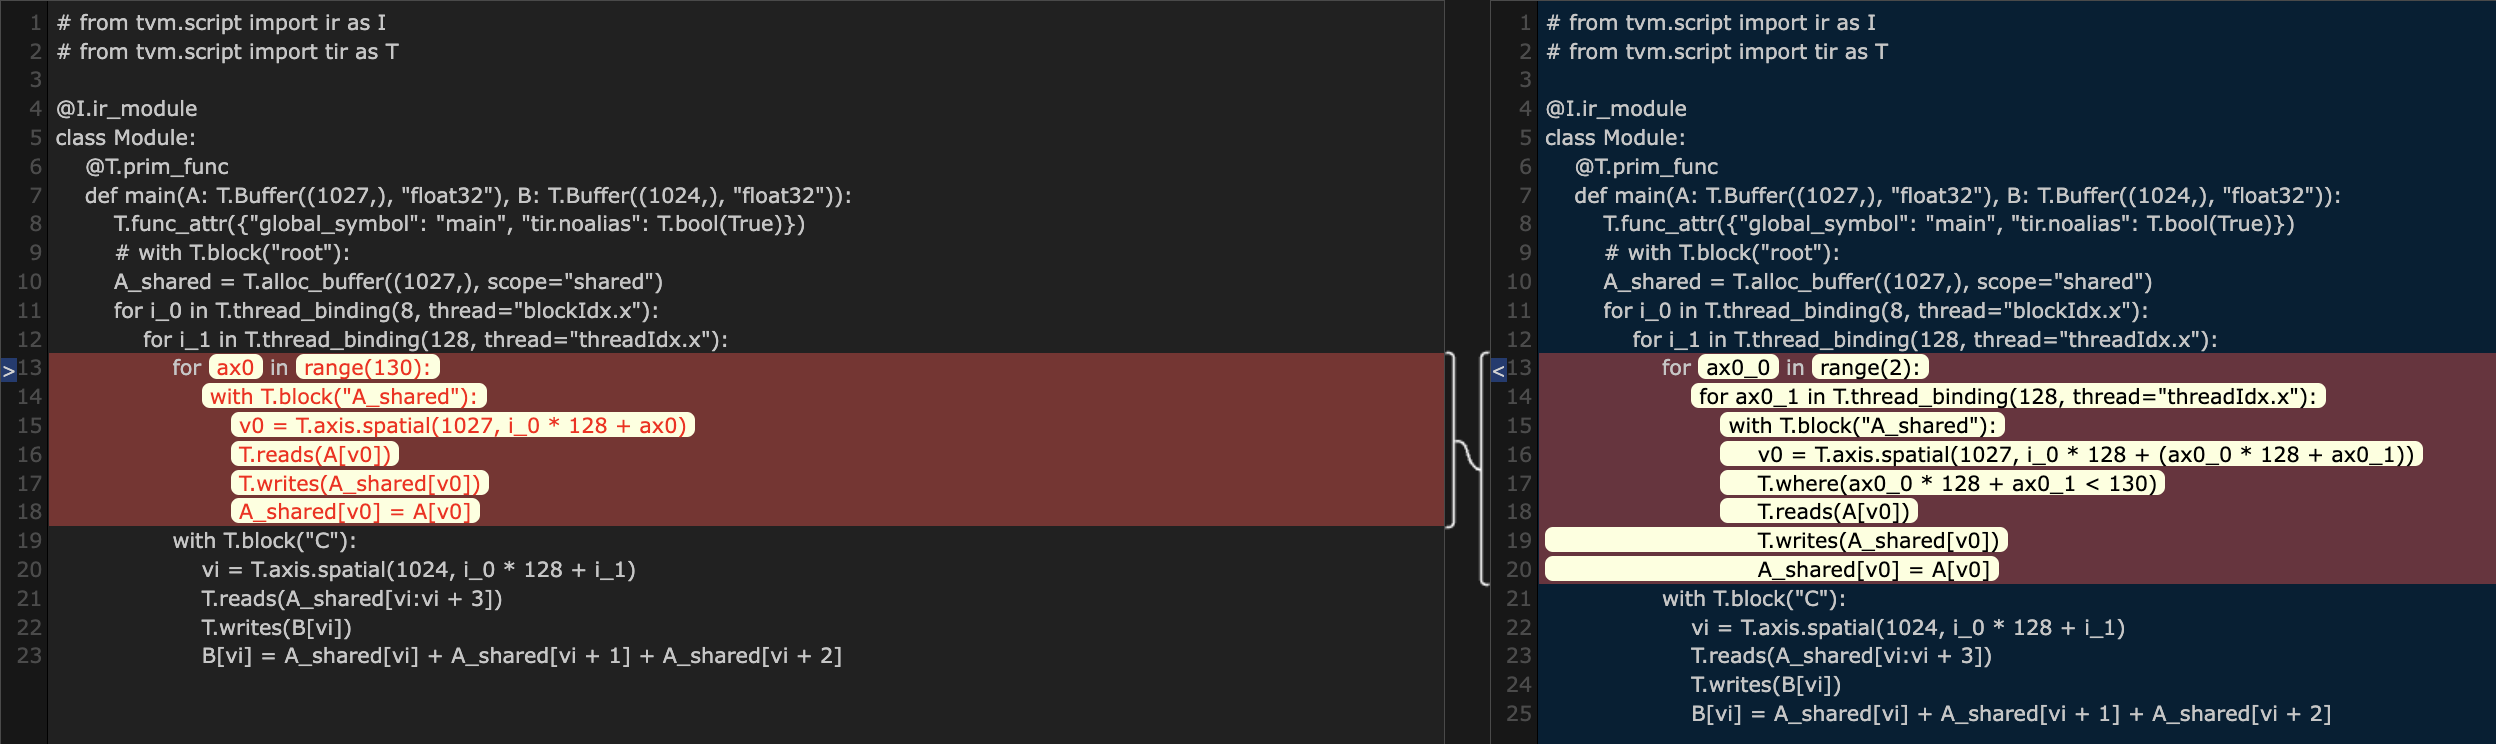 1 # from tvm.script import ir as I
2 # from tvm.script import tir as T
3
4 @I.ir_module
5 class Module:
6     @T.prim_func
7     def main(A: T.Buffer((1027,), "float32"), B: T.Buffer((1024,), "float32")):
8         T.func_attr({"global_symbol": "main", "tir.noalias": T.bool(True)})
9         # with T.block("root"):
10         A_shared = T.alloc_buffer((1027,), scope="shared")
11         for i_0 in T.thread_binding(8, thread="blockIdx.x"):
12             for i_1 in T.thread_binding(128, thread="threadIdx.x"):
> 13                 for ax0 in range(130):
14                     with T.block("A_shared"):
15                         v0 = T.axis.spatial(1027, i_0 * 128 + ax0)
16                         T.reads(A[v0])
17                         T.writes(A_shared[v0])
18                         A_shared[v0] = A[v0]
19                 with T.block("C"):
20                     vi = T.axis.spatial(1024, i_0 * 128 + i_1)
21                     T.reads(A_shared[vi:vi + 3])
22                     T.writes(B[vi])
23                     B[vi] = A_shared[vi] + A_shared[vi + 1] + A_shared[vi + 2]
1 # from tvm.script import ir as I
2 # from tvm.script import tir as T
3
4 @I.ir_module
5 class Module:
6     @T.prim_func
7     def main(A: T.Buffer((1027,), "float32"), B: T.Buffer((1024,), "float32")):
8         T.func_attr({"global_symbol": "main", "tir.noalias": T.bool(True)})
9         # with T.block("root"):
10         A_shared = T.alloc_buffer((1027,), scope="shared")
11         for i_0 in T.thread_binding(8, thread="blockIdx.x"):
12             for i_1 in T.thread_binding(128, thread="threadIdx.x"):
< 13                 for ax0_0 in range(2):
14                     for ax0_1 in T.thread_binding(128, thread="threadIdx.x"):
15                         with T.block("A_shared"):
16                             v0 = T.axis.spatial(1027, i_0 * 128 + (ax0_0 * 128 + ax0_1))
17                             T.where(ax0_0 * 128 + ax0_1 < 130)
18                             T.reads(A[v0])
19                             T.writes(A_shared[v0])
20                             A_shared[v0] = A[v0]
21                 with T.block("C"):
22                     vi = T.axis.spatial(1024, i_0 * 128 + i_1)
23                     T.reads(A_shared[vi:vi + 3])
24                     T.writes(B[vi])
25                     B[vi] = A_shared[vi] + A_shared[vi + 1] + A_shared[vi + 2]